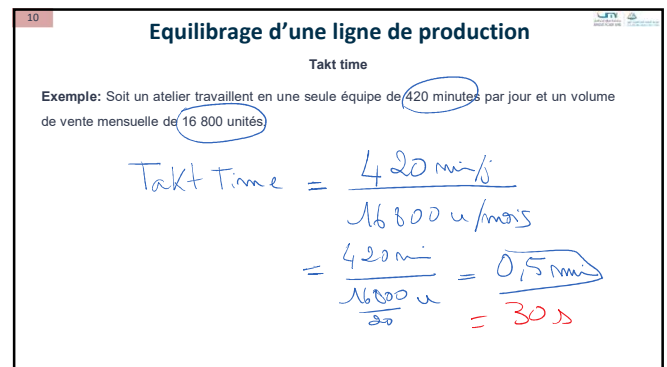 10
Equilibrage d’une ligne de production
Takt time
Exemple: Soit un atelier travaillent en une seule équipe de 420 minutes par jour et un volume
de vente mensuelle de 16 800 unités.
Takt Time = 420 min/j
16800 u/mois
= 420 min = 0,5 min
16800 u
20
= 30 s